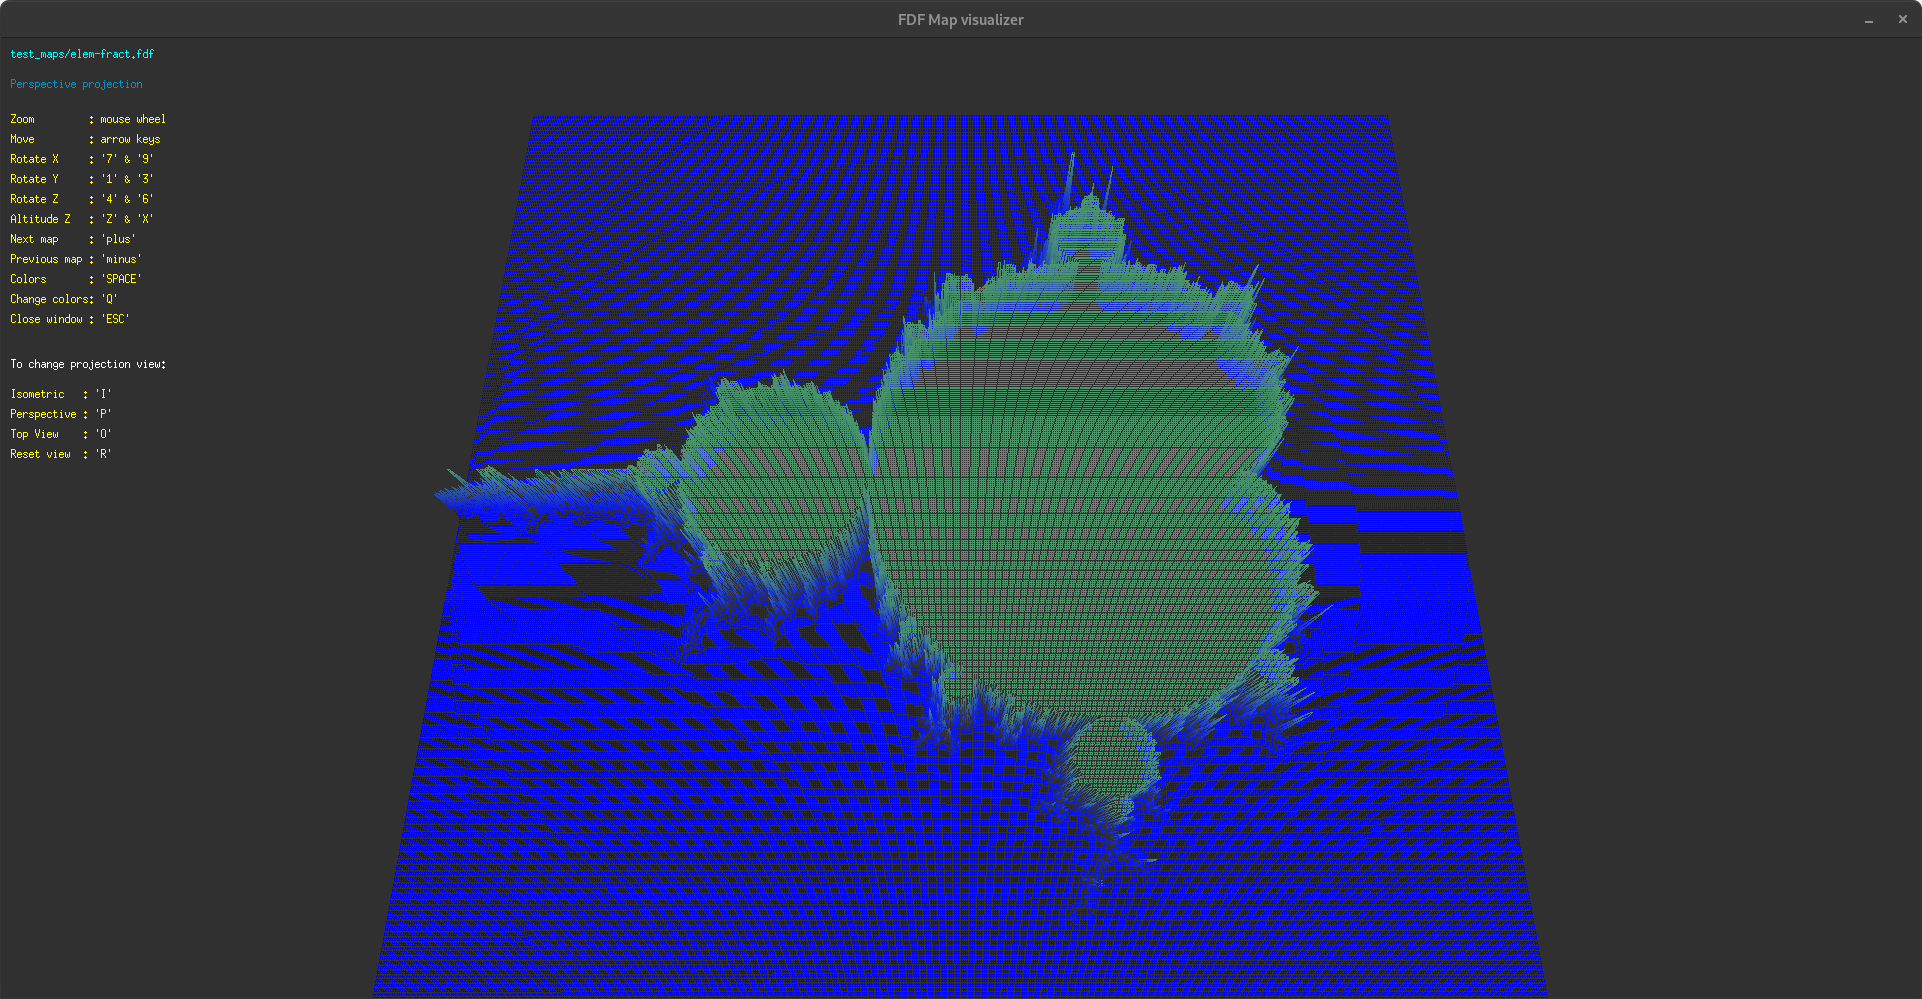 FDF Map visualizer
test_maps/elem-fract.fdf
Perspective projection
Zoom : mouse wheel
Move : arrow keys
Rotate X : '7' & '9'
Rotate Y : '1' & '3'
Rotate Z : '4' & '6'
Altitude Z : 'Z' & 'X'
Next map : 'plus'
Previous map : 'minus'
Colors : 'SPACE'
Change colors: 'Q'
Close window : 'ESC'
To change projection view:
Isometric : 'I'
Perspective : 'P'
Top View : 'O'
Reset view : 'R'